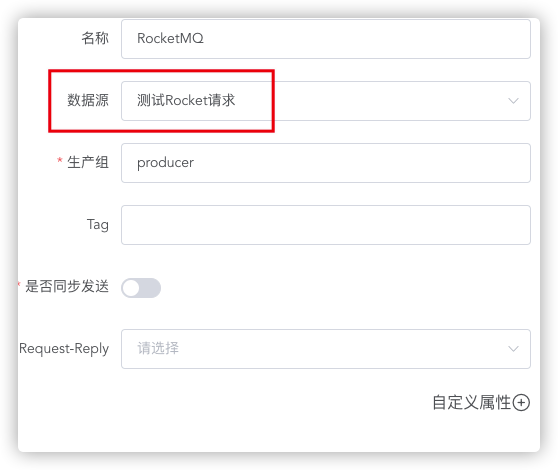 名称 RocketMQ
数据源 测试Rocket请求
* 生产组 producer
Tag
* 是否同步发送
Request-Reply 请选择
自定义属性